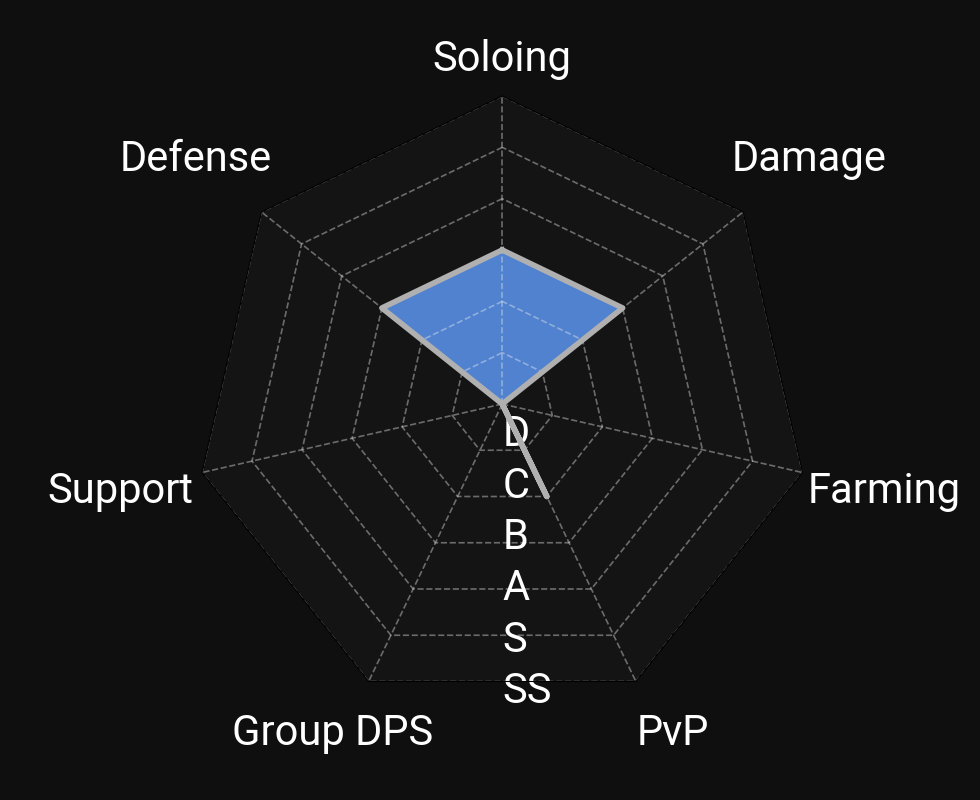 Soloing
Defense
Damage
D
C
Support
Farming
B
A
S
SS
Group DPS
PvP